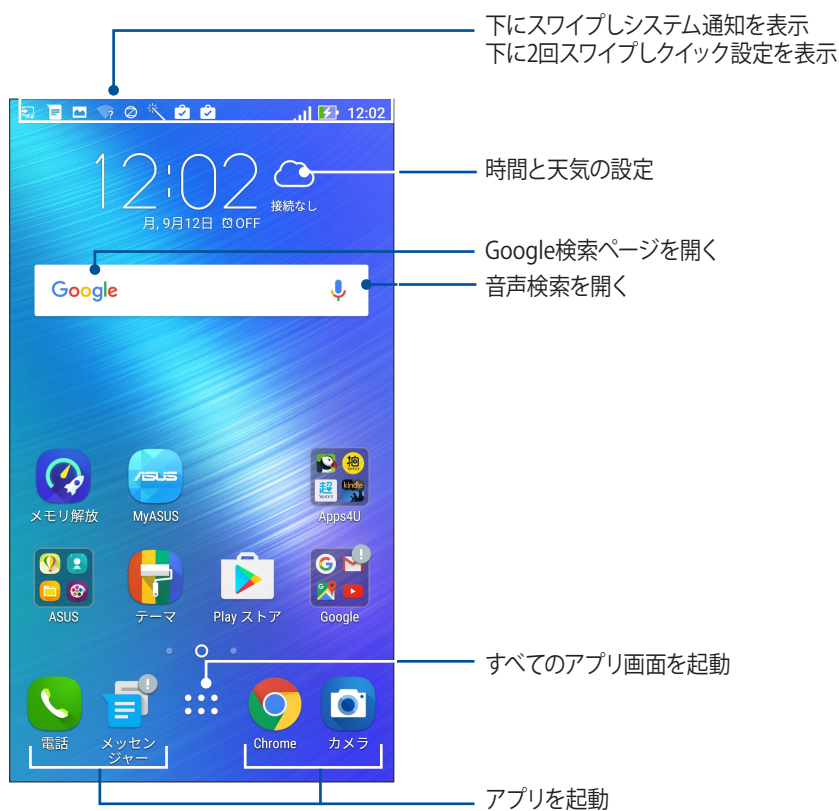 下にスワイプしシステム通知を表示
下に2回スワイプしクイック設定を表示
12:02
12:02
接続なし
月, 9月12日 OFF
時間と天気の設定
Google検索ページを開く
Google
音声検索を開く
ASUS
超
kindle
メモリ解放
MyASUS
Apps4U
G
ASUS
テーマ
Play ストア
Google
すべてのアプリ画面を起動
電話
メッセン
ジャー
Chrome
カメラ
アプリを起動